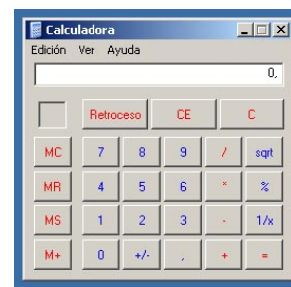 Calculadora
Edición Ver Ayuda
0,
Retroceso CE C
MC 7 8 9 / sqrt
MR 4 5 6 * %
MS 1 2 3 - 1/x
M+ 0 +/- , + =